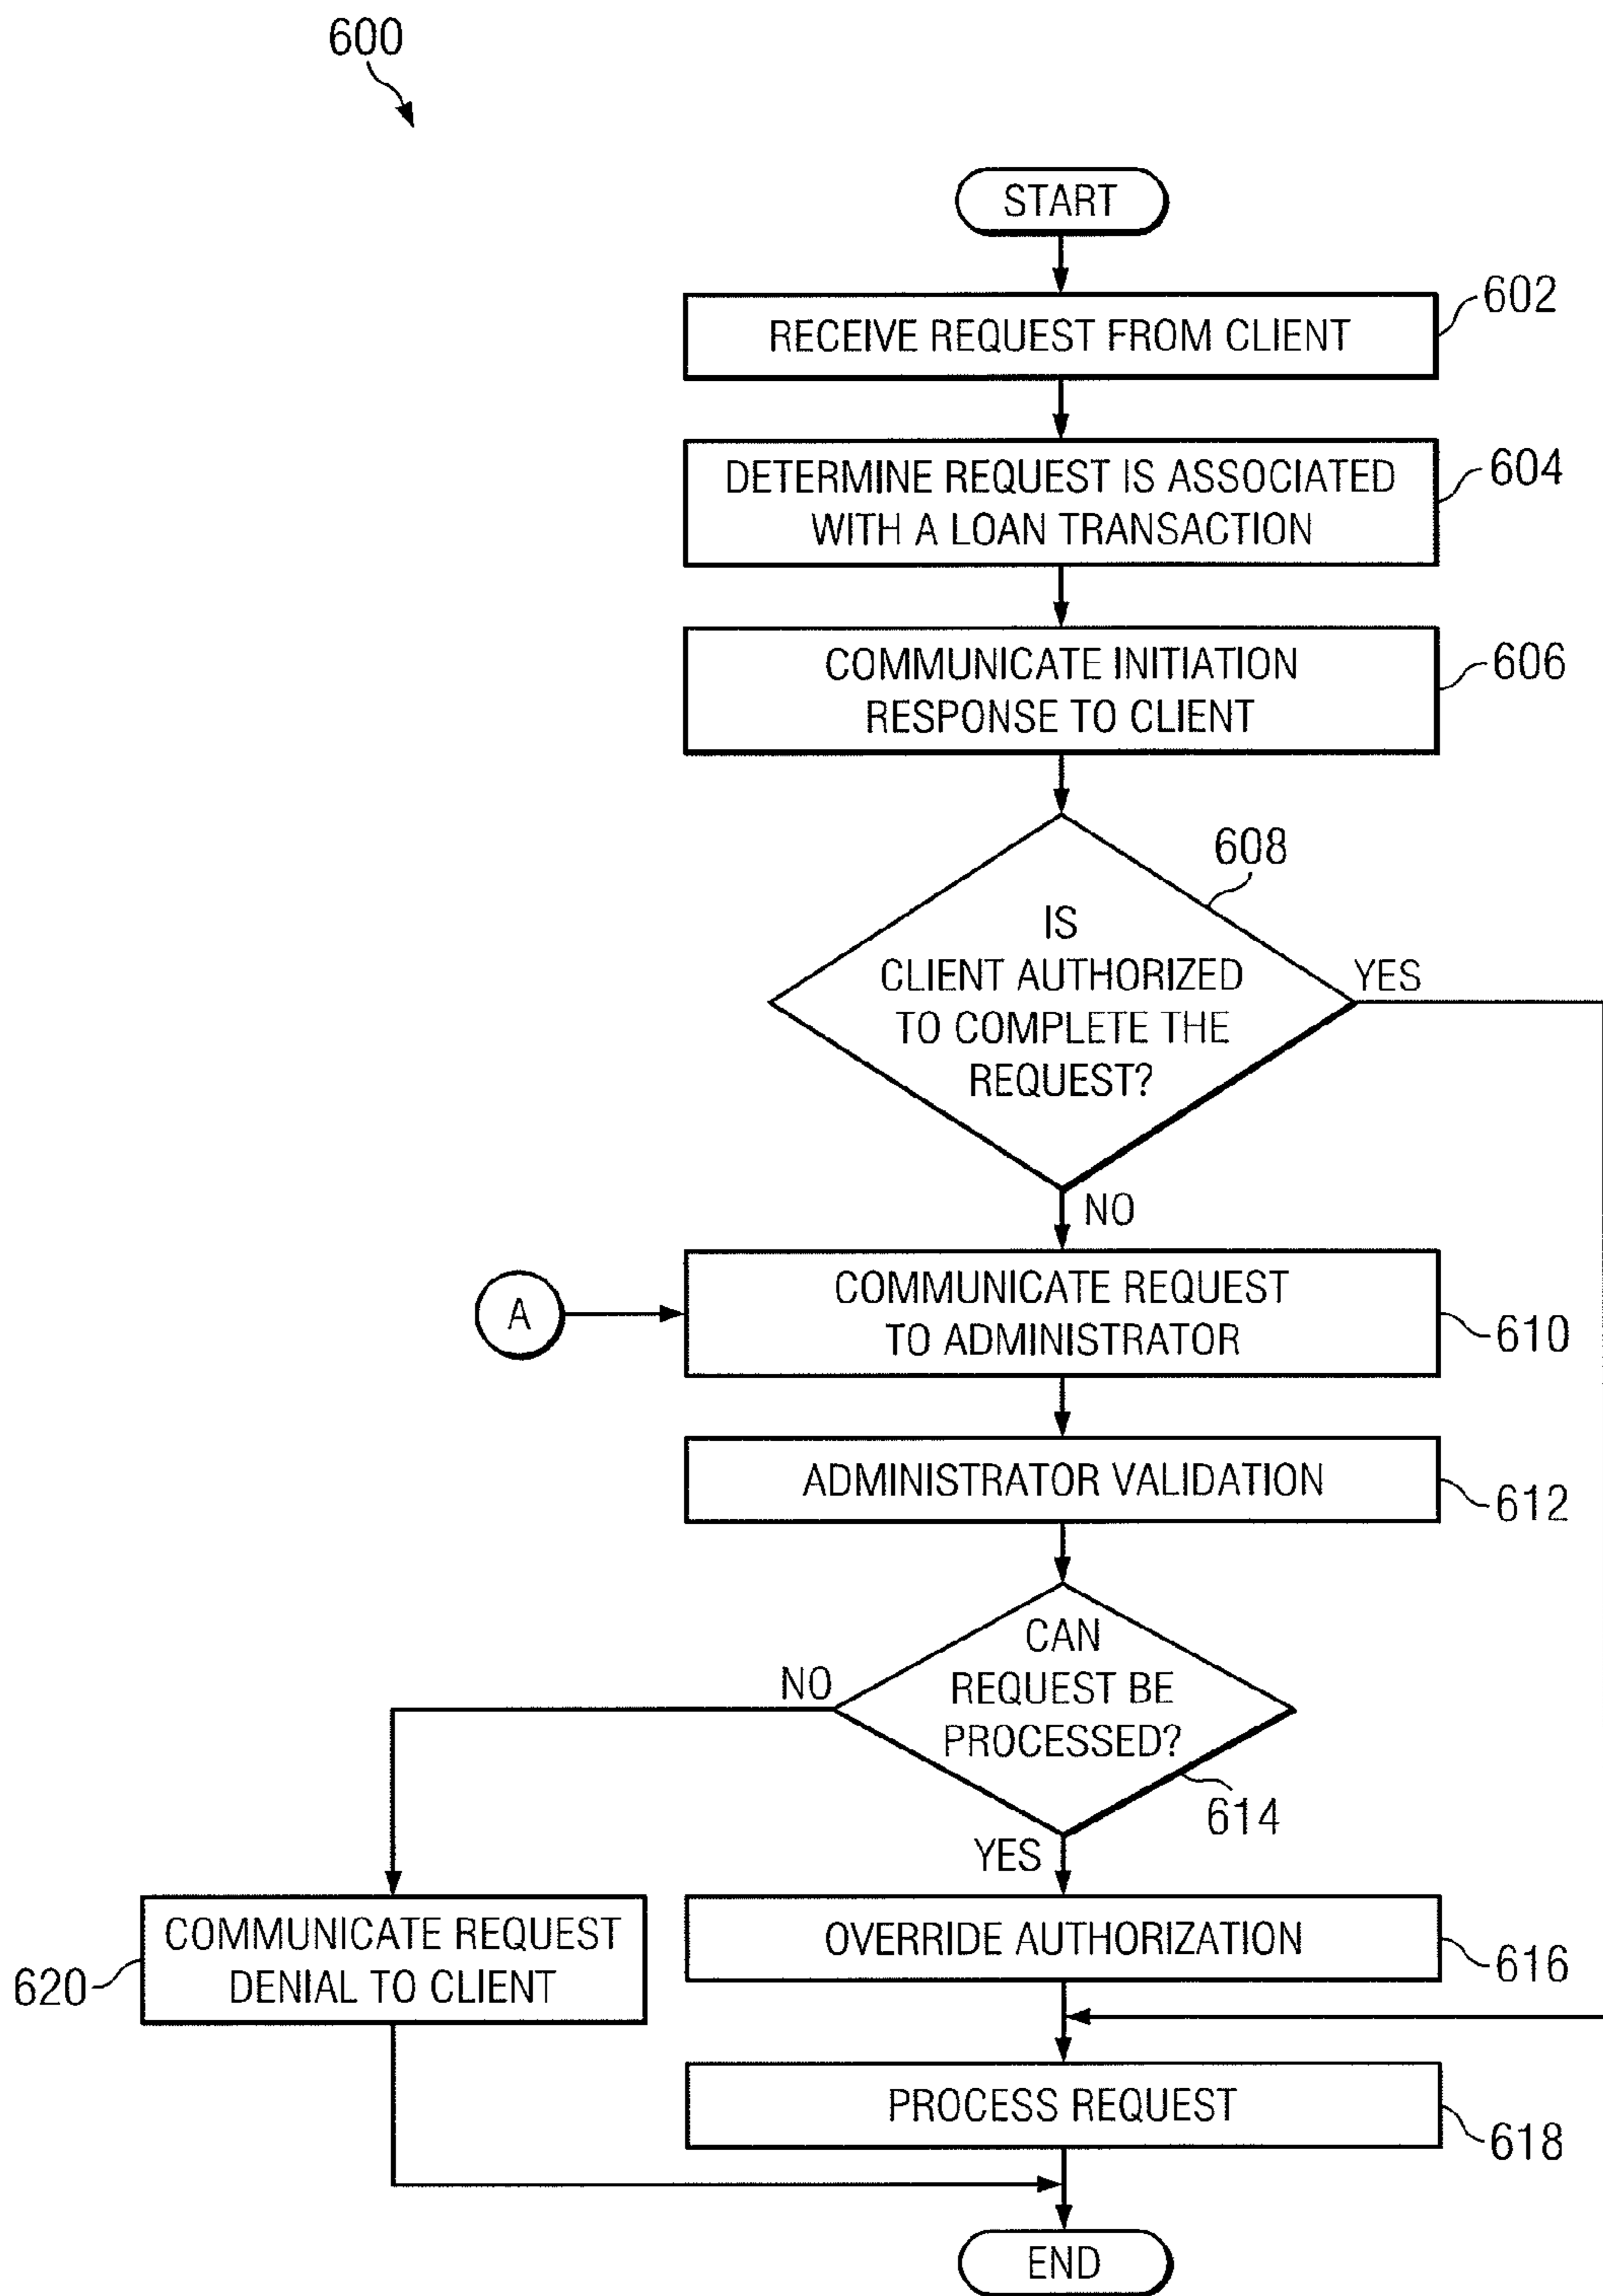 600
START
RECEIVE REQUEST FROM CLIENT
602
DETERMINE REQUEST IS ASSOCIATED
WITH A LOAN TRANSACTION
604
COMMUNICATE INITIATION
RESPONSE TO CLIENT
606
608
IS
CLIENT AUTHORIZED
TO COMPLETE THE
REQUEST?
YES
NO
A
COMMUNICATE REQUEST
TO ADMINISTRATOR
610
ADMINISTRATOR VALIDATION
612
CAN
REQUEST BE
PROCESSED?
NO
614
YES
COMMUNICATE REQUEST
DENIAL TO CLIENT
620
OVERRIDE AUTHORIZATION
616
PROCESS REQUEST
618
END